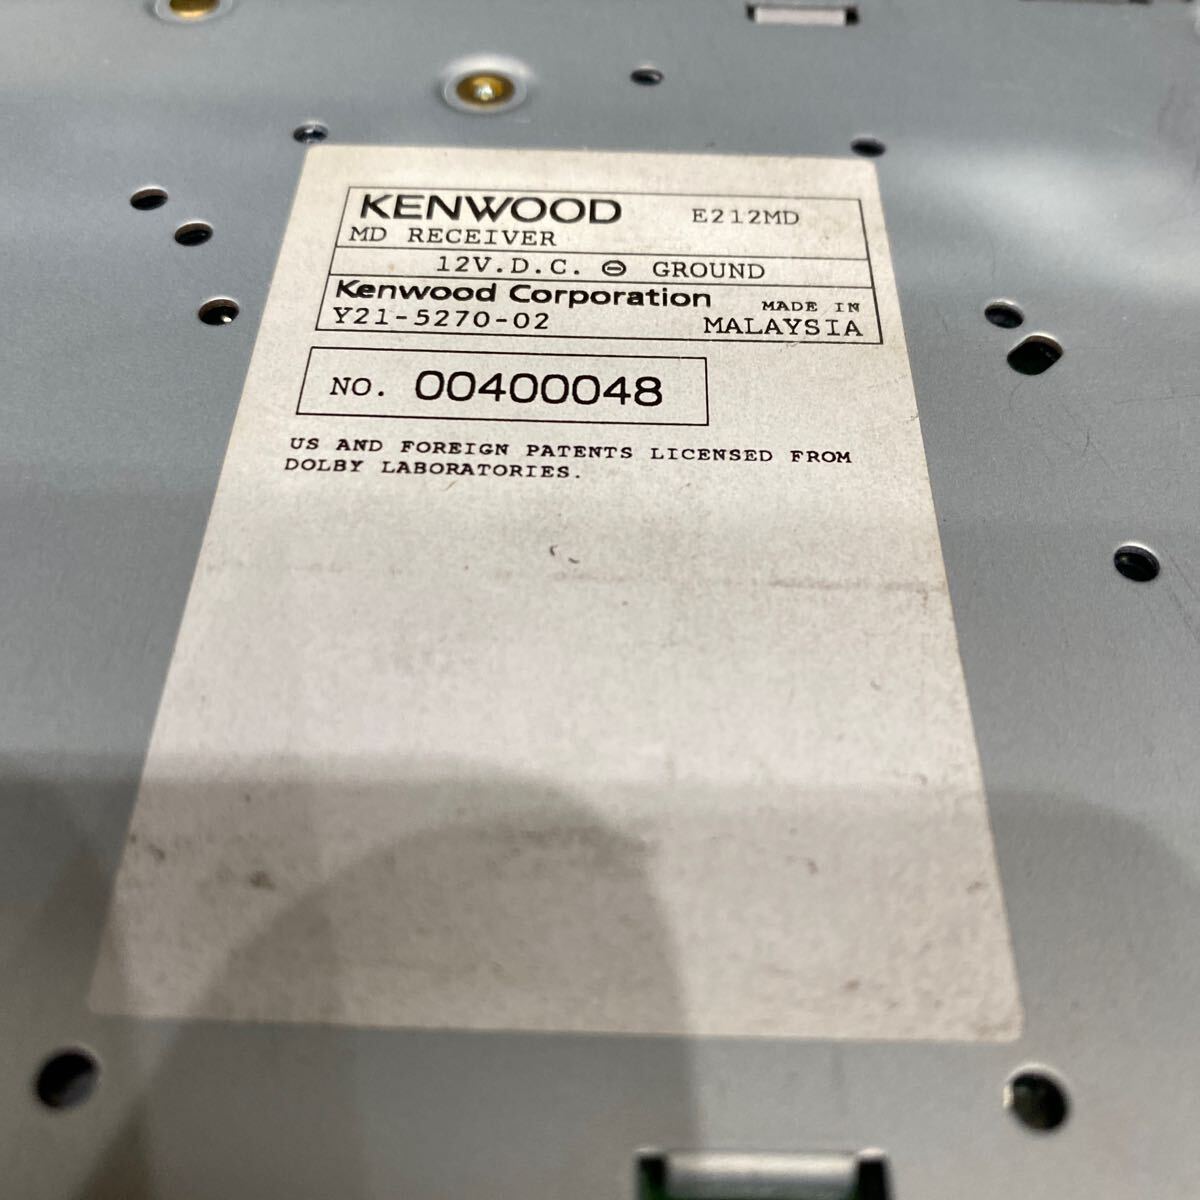 KENWOOD E212MD
MD RECEIVER
12V.D.C. ⊖ GROUND
Kenwood Corporation MADE IN
Y21-5270-02 MALAYSIA
NO. 00400048
US AND FOREIGN PATENTS LICENSED FROM
DOLBY LABORATORIES.